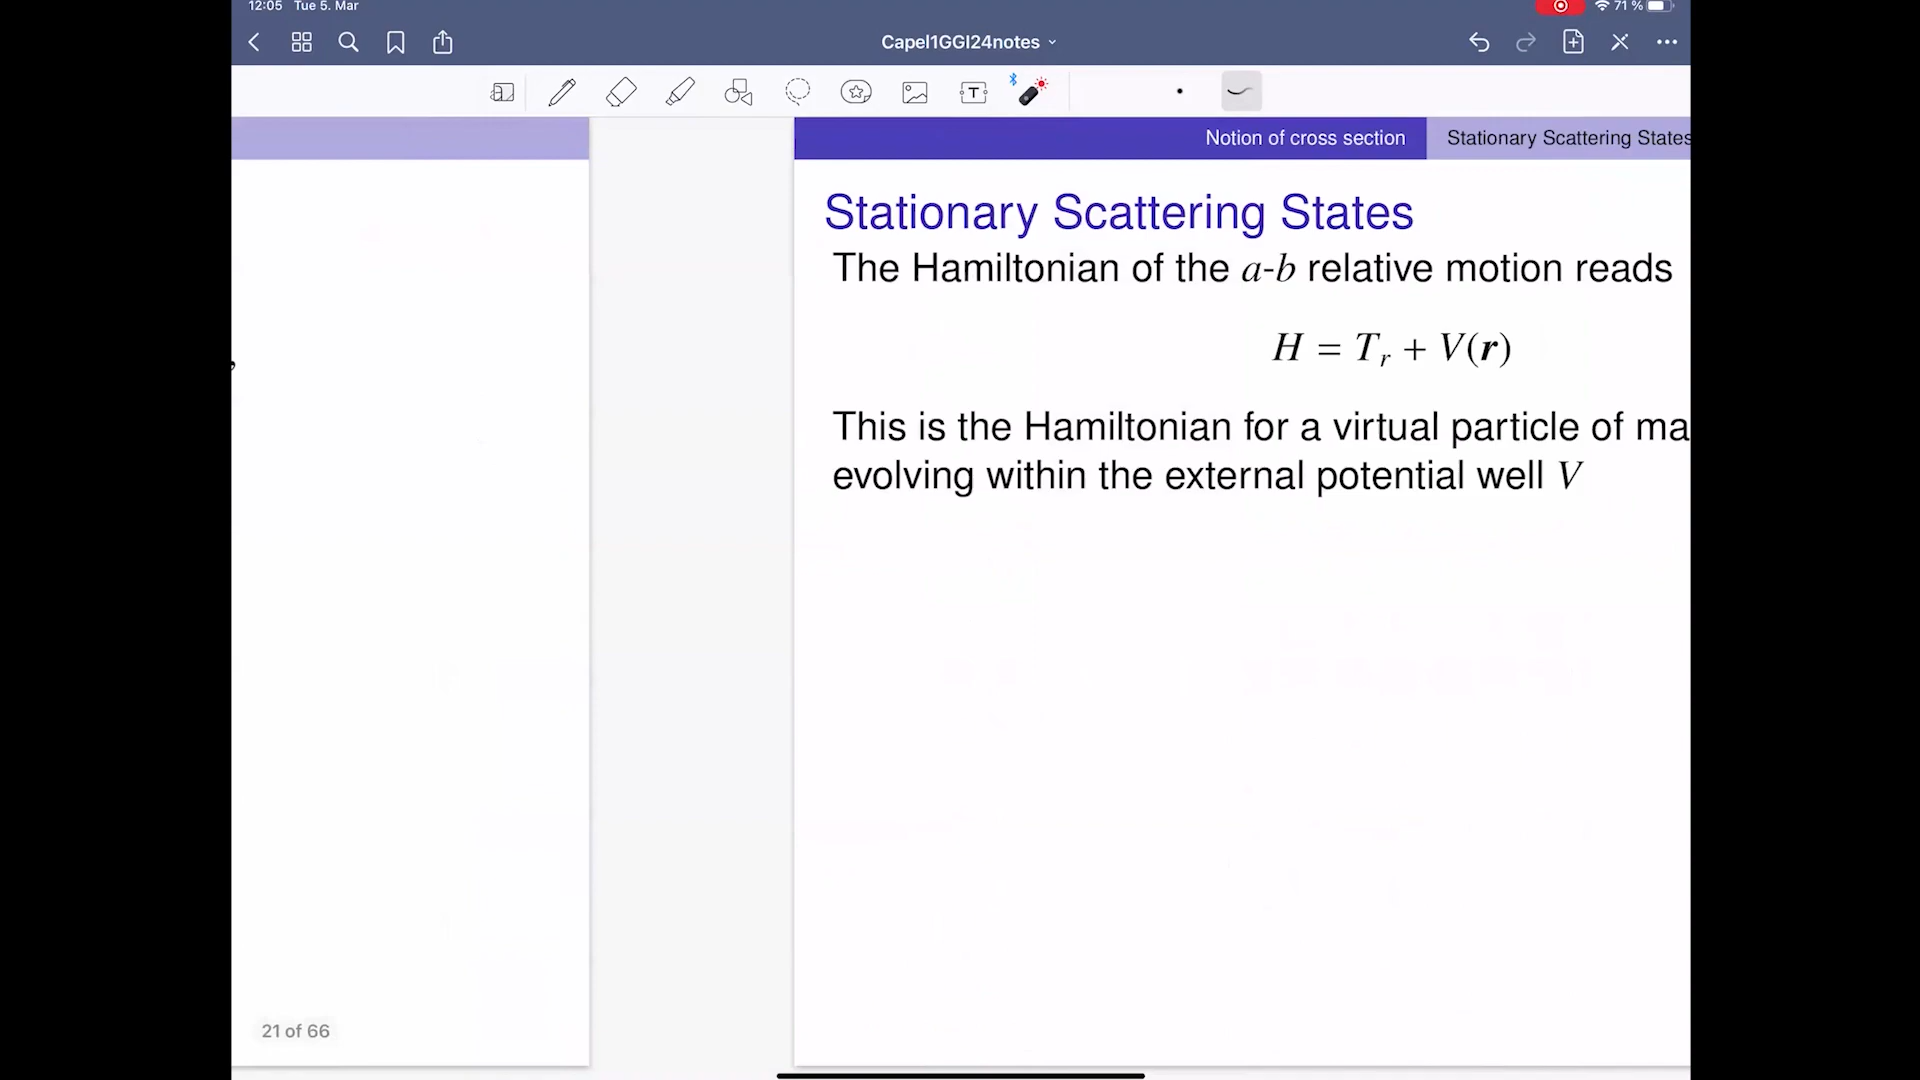 12:05 Tue 5. Mar
71 %
Capel1GGI24notes
T
Notion of cross section
Stationary Scattering States
Stationary Scattering States
The Hamiltonian of the a-b relative motion reads
H = Tᵣ + V(r)
This is the Hamiltonian for a virtual particle of ma
evolving within the external potential well V
,
21 of 66